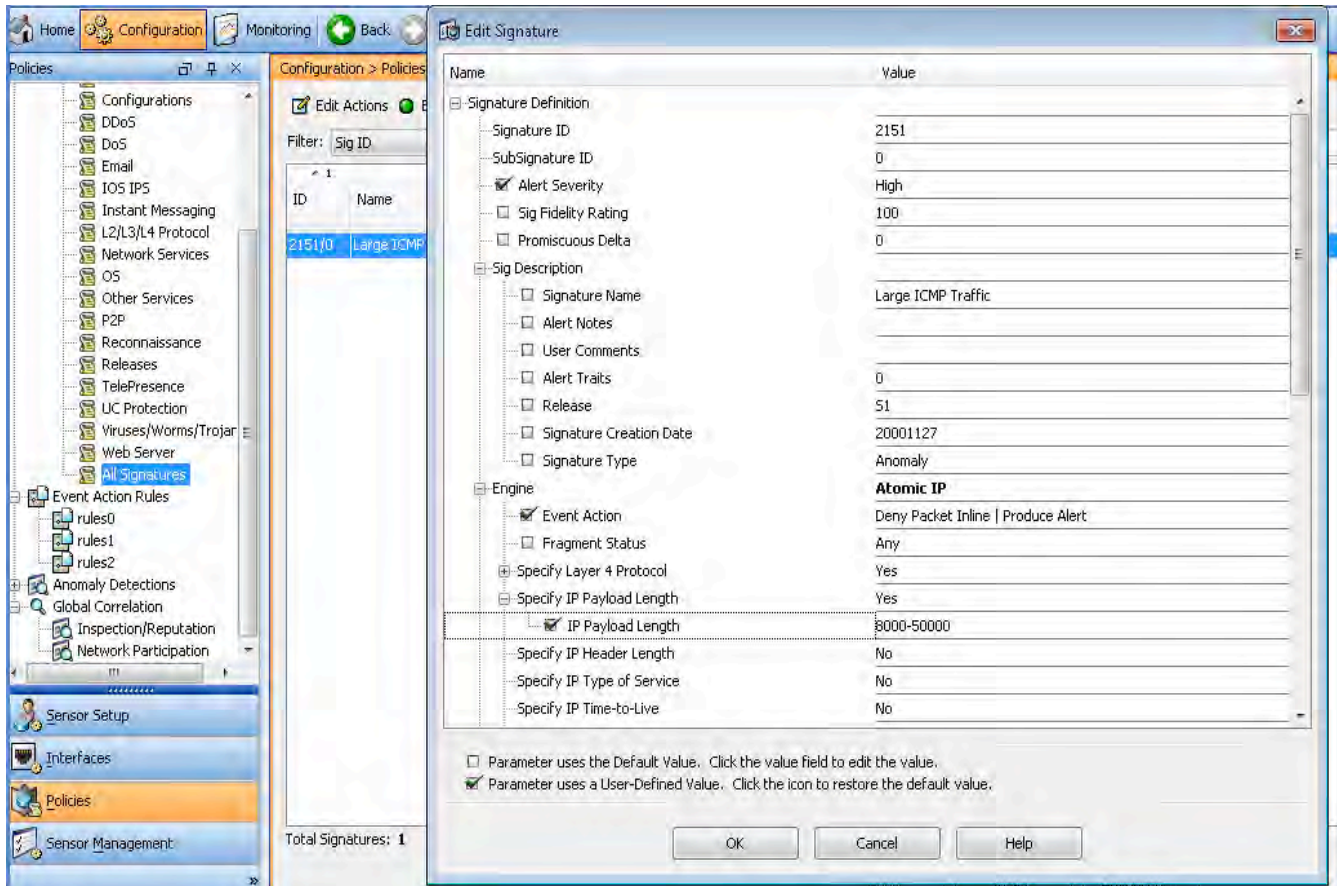 Home Configuration Monitoring Back
Policies
Configurations
DDoS
DoS
Email
IOS IPS
Instant Messaging
L2/L3/L4 Protocol
Network Services
OS
Other Services
P2P
Reconnaissance
Releases
TelePresence
UC Protection
Viruses/Worms/Trojar
Web Server
All Signatures
Event Action Rules
rules0
rules1
rules2
Anomaly Detections
Global Correlation
Inspection/Reputation
Network Participation
Sensor Setup
Interfaces
Policies
Sensor Management
»
Configuration > Policies
Edit Actions E
Filter: Sig ID
1
ID Name
2151/0 Large ICMP
Total Signatures: 1
Edit Signature
Name Value
Signature Definition
Signature ID 2151
SubSignature ID 0
Alert Severity High
Sig Fidelity Rating 100
Promiscuous Delta 0
Sig Description
Signature Name Large ICMP Traffic
Alert Notes
User Comments
Alert Traits 0
Release S1
Signature Creation Date 20001127
Signature Type Anomaly
Engine Atomic IP
Event Action Deny Packet Inline | Produce Alert
Fragment Status Any
Specify Layer 4 Protocol Yes
Specify IP Payload Length Yes
IP Payload Length 8000-50000
Specify IP Header Length No
Specify IP Type of Service No
Specify IP Time-to-Live No
Parameter uses the Default Value. Click the value field to edit the value.
Parameter uses a User-Defined Value. Click the icon to restore the default value.
OK Cancel Help